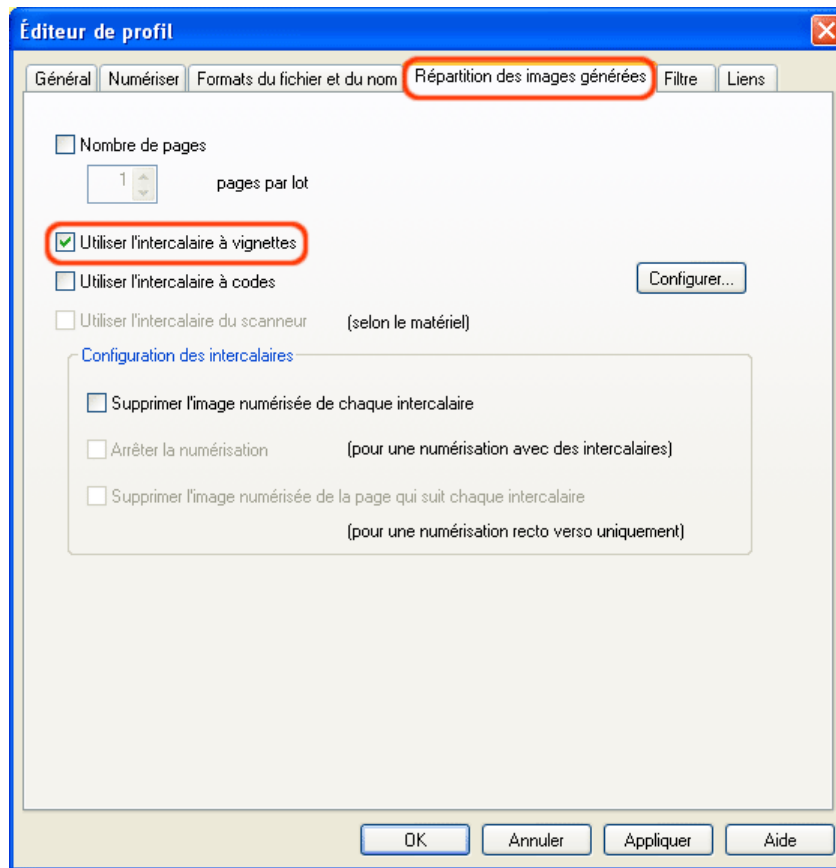 Éditeur de profil
Général Numériser Formats du fichier et du nom Répartition des images générées Filtre Liens
Nombre de pages
1 pages par lot
Utiliser l'intercalaire à vignettes
Utiliser l'intercalaire à codes Configurer...
Utiliser l'intercalaire du scanneur (selon le matériel)
Configuration des intercalaires
Supprimer l'image numérisée de chaque intercalaire
Arrêter la numérisation (pour une numérisation avec des intercalaires)
Supprimer l'image numérisée de la page qui suit chaque intercalaire
(pour une numérisation recto verso uniquement)
OK Annuler Appliquer Aide